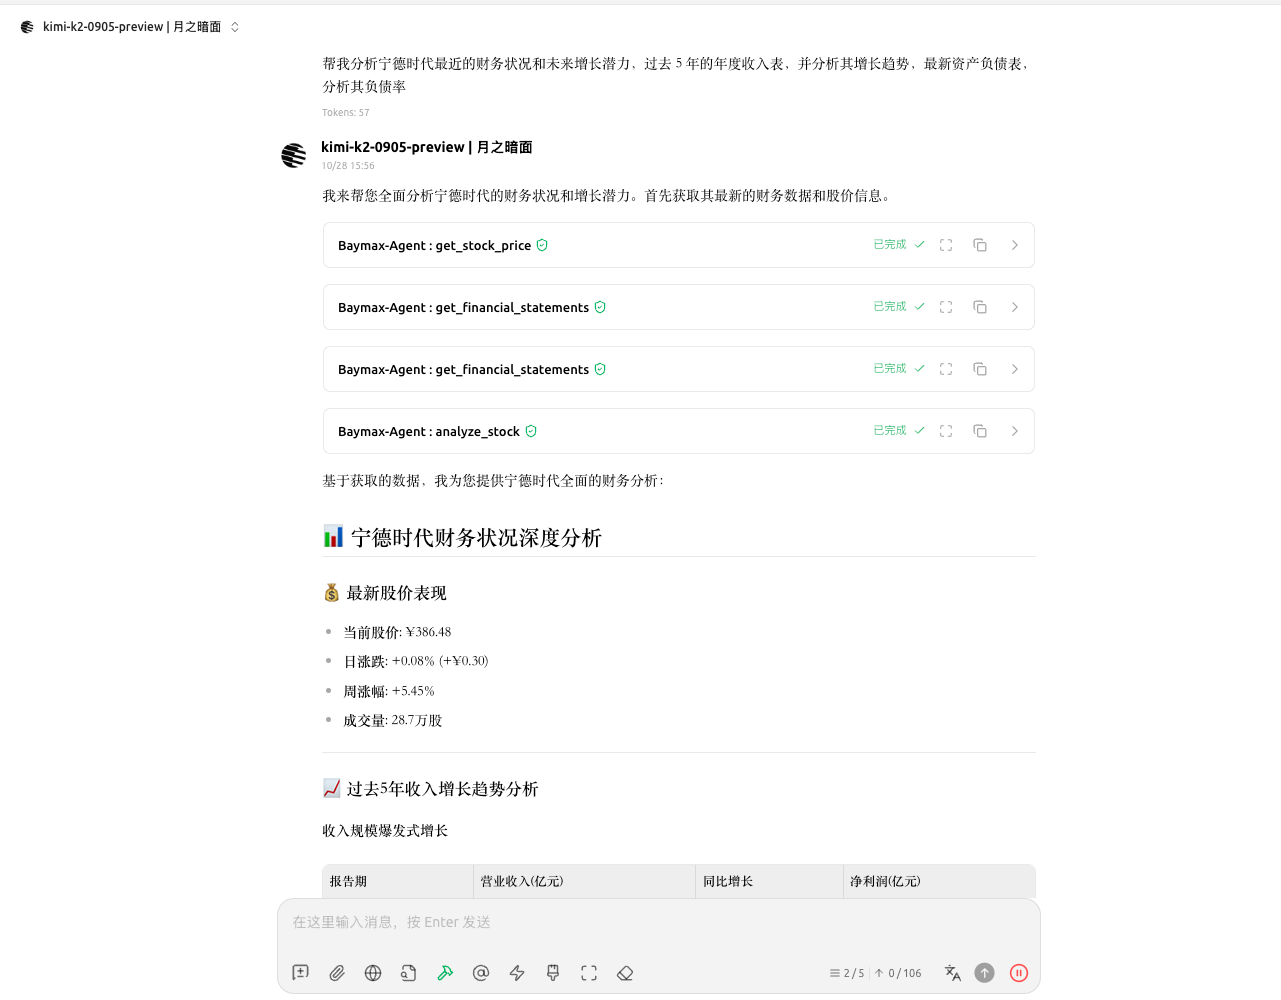 kimi-k2-0905-preview | 月之暗面
帮我分析宁德时代最近的财务状况和未来增长潜力，过去 5 年的年度收入表，并分析其增长趋势，最新资产负债表，
分析其负债率
Tokens: 57
kimi-k2-0905-preview | 月之暗面
10/28 15:56
我来帮您全面分析宁德时代的财务状况和增长潜力。首先获取其最新的财务数据和股价信息。
Baymax-Agent : get_stock_price 已完成
Baymax-Agent : get_financial_statements 已完成
Baymax-Agent : get_financial_statements 已完成
Baymax-Agent : analyze_stock 已完成
基于获取的数据，我为您提供宁德时代全面的财务分析：
📊 宁德时代财务状况深度分析
💰 最新股价表现
当前股价: ¥386.48
日涨跌: +0.08% (+¥0.30)
周涨幅: +5.45%
成交量: 28.7万股
📈 过去5年收入增长趋势分析
收入规模爆发式增长
报告期 营业收入(亿元) 同比增长 净利润(亿元)
在这里输入消息，按 Enter 发送
2 / 5 ↑ 0 / 106